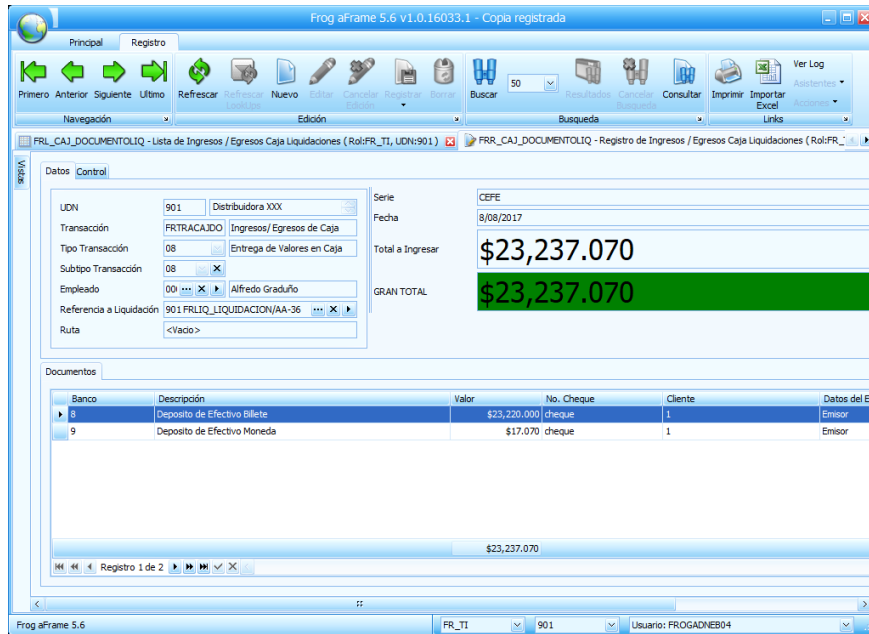 Frog aFrame 5.6 v1.0.16033.1 - Copia registrada
Principal Registro
Primero Anterior Siguiente Ultimo Refrescar Refrescar LookUps Nuevo Editar Cancelar Edición Registrar Borrar Buscar 50 Resultados Cancelar Busqueda Consultar Imprimir Importar Excel Ver Log Asistentes Acciones
Navegación Edición Busqueda Links
FRL_CAJ_DOCUMENTOLIQ - Lista de Ingresos / Egresos Caja Liquidaciones ( Rol:FR_TI, UDN:901 ) FRR_CAJ_DOCUMENTOLIQ - Registro de Ingresos / Egresos Caja Liquidaciones ( Rol:FR_
Vistas
Datos Control
UDN 901 Distribuidora XXX
Transacción FRTRACAJDO Ingresos/ Egresos de Caja
Tipo Transacción 08 Entrega de Valores en Caja
Subtipo Transacción 08
Empleado 00 Alfredo Graduño
Referencia a Liquidación 901 FRLIQ_LIQUIDACION/AA-36
Ruta <Vacio>
Serie CEFE
Fecha 8/08/2017
Total a Ingresar $23,237.070
GRAN TOTAL $23,237.070
Documentos
Banco Descripción Valor No. Cheque Cliente Datos del E
8 Deposito de Efectivo Billete $23,220.000 cheque 1 Emisor
9 Deposito de Efectivo Moneda $17.070 cheque 1 Emisor
$23,237.070
Registro 1 de 2
Frog aFrame 5.6 FR_TI 901 Usuario: FROGADNEB04